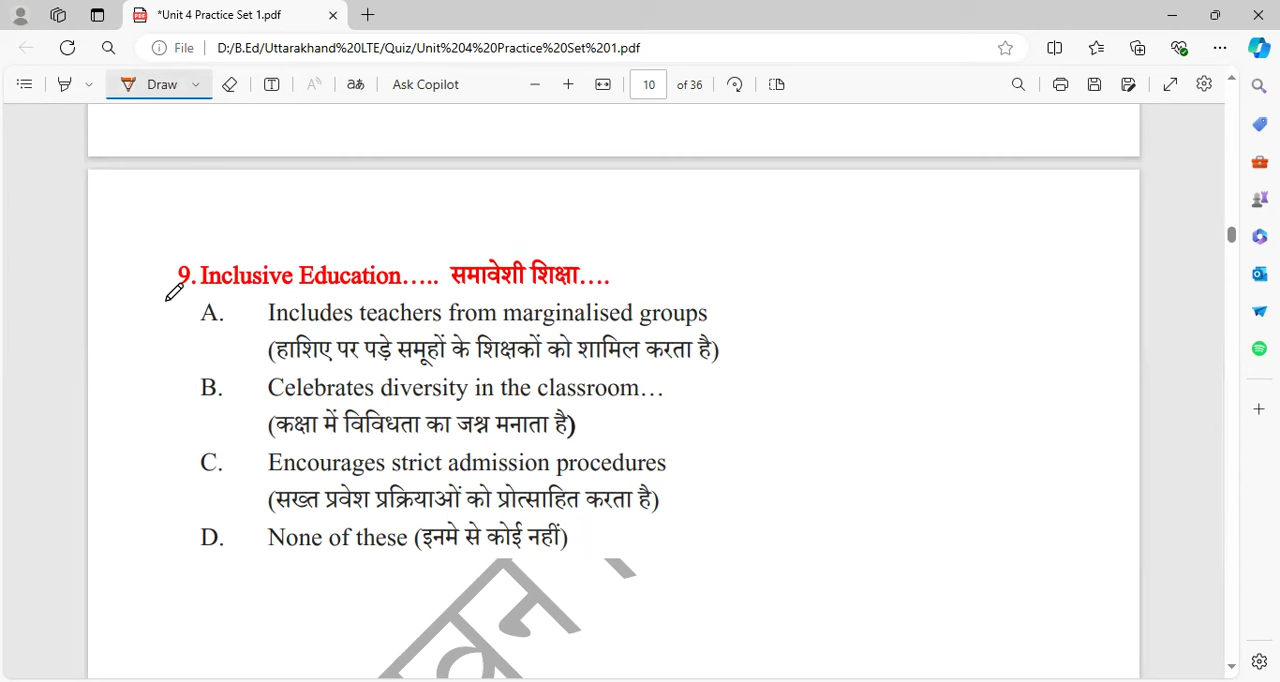 *Unit 4 Practice Set 1.pdf
File D:/B.Ed/Uttarakhand%20LTE/Quiz/Unit%204%20Practice%20Set%201.pdf
Draw Ask Copilot 10 of 36
9. Inclusive Education….. समावेशी शिक्षा….
A. Includes teachers from marginalised groups
(हाशिए पर पड़े समूहों के शिक्षकों को शामिल करता है)
B. Celebrates diversity in the classroom…
(कक्षा में विविधता का जश्न मनाता है)
C. Encourages strict admission procedures
(सख्त प्रवेश प्रक्रियाओं को प्रोत्साहित करता है)
D. None of these (इनमे से कोई नहीं)